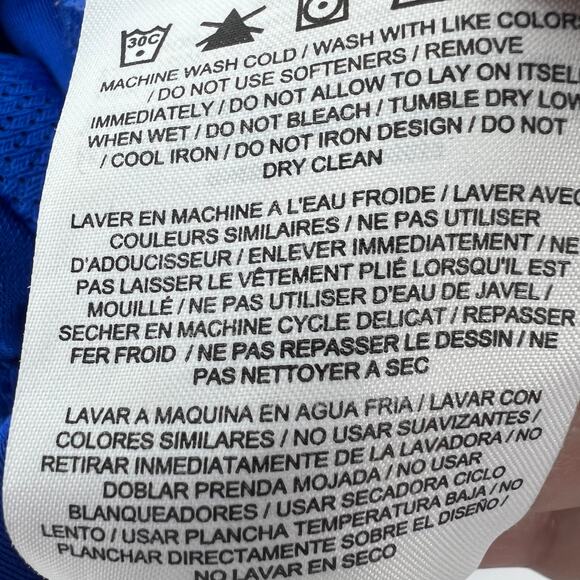 30C
MACHINE WASH COLD / WASH WITH LIKE COLOR
/ DO NOT USE SOFTENERS / REMOVE
IMMEDIATELY / DO NOT ALLOW TO LAY ON ITSEL
WHEN WET / DO NOT BLEACH / TUMBLE DRY LOW
/ COOL IRON / DO NOT IRON DESIGN / DO NOT
DRY CLEAN
LAVER EN MACHINE A L'EAU FROIDE / LAVER AVEC
COULEURS SIMILAIRES / NE PAS UTILISER
D'ADOUCISSEUR / ENLEVER IMMEDIATEMENT / NE
PAS LAISSER LE VÊTEMENT PLIÉ LORSQU'IL EST
MOUILLÉ / NE PAS UTILISER D'EAU DE JAVEL /
SECHER EN MACHINE CYCLE DELICAT / REPASSER
FER FROID / NE PAS REPASSER LE DESSIN / NE
PAS NETTOYER A SEC
LAVAR A MAQUINA EN AGUA FRIA / LAVAR CON
COLORES SIMILARES / NO USAR SUAVIZANTES /
RETIRAR INMEDIATAMENTE DE LA LAVADORA / NO
DOBLAR PRENDA MOJADA / NO USAR
BLANQUEADORES / USAR SECADORA CICLO
LENTO / USAR PLANCHA TEMPERATURA BAJA / NO
PLANCHAR DIRECTAMENTE SOBRE EL DISEÑO /
NO LAVAR EN SECO